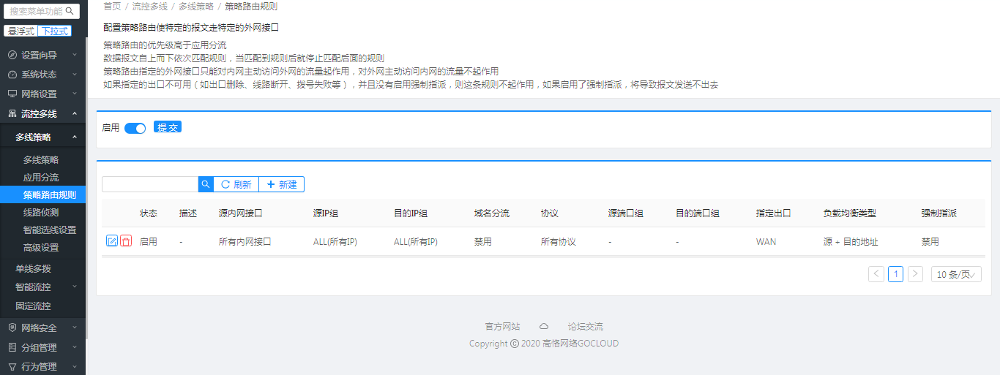 搜索菜单功能
悬浮式 下拉式
设置向导
系统状态
网络设置
流控多线
多线策略
多线策略
应用分流
策略路由规则
线路侦测
智能选线设置
高级设置
单线多拨
智能流控
固定流控
网络安全
分组管理
行为管理
首页 / 流控多线 / 多线策略 / 策略路由规则
配置策略路由使特定的报文走特定的外网接口
策略路由的优先级高于应用分流
数据报文自上而下依次匹配规则，当匹配到规则后就停止匹配后面的规则
策略路由指定的外网接口只能对内网主动访问外网的流量起作用，对外网主动访问内网的流量不起作用
如果指定的出口不可用（如出口删除、线路断开、拨号失败等），并且没有启用强制指派，则这条规则不起作用，如果启用了强制指派，将导致报文发送不出去
启用 提 交
刷新 新建
状态 描述 源内网接口 源IP组 目的IP组 域名分流 协议 源端口组 目的端口组 指定出口 负载均衡类型 强制指派
启用 - 所有内网接口 ALL(所有IP) ALL(所有IP) 禁用 所有协议 - - WAN 源 + 目的地址 禁用
1 10 条/页
官方网站 论坛交流
Copyright © 2020 高恪网络GOCLOUD